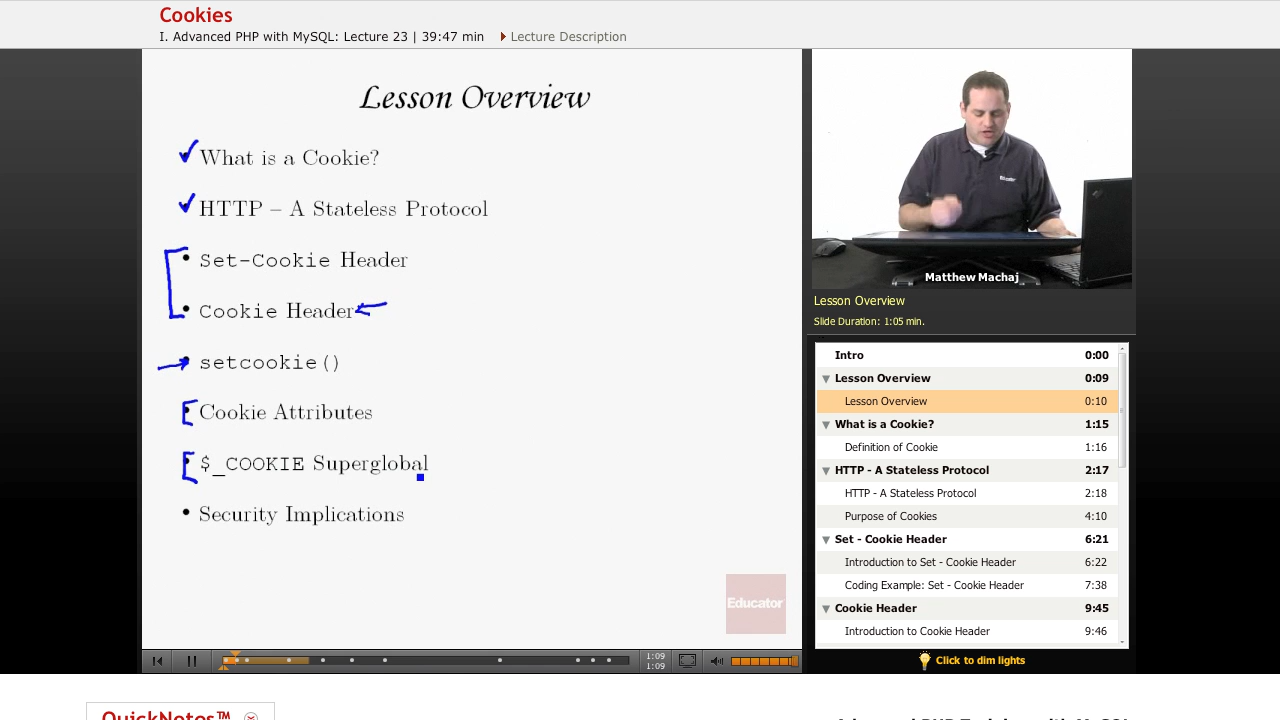 Cookies
I. Advanced PHP with MySQL: Lecture 23 | 39:47 min Lecture Description
Lesson Overview
What is a Cookie?
HTTP – A Stateless Protocol
Set-Cookie Header
Cookie Header
setcookie()
Cookie Attributes
$_COOKIE Superglobal
Security Implications
Educator
1:09
1:09
Matthew Machaj
Lesson Overview
Slide Duration: 1:05 min.
Intro 0:00
Lesson Overview 0:09
Lesson Overview 0:10
What is a Cookie? 1:15
Definition of Cookie 1:16
HTTP - A Stateless Protocol 2:17
HTTP - A Stateless Protocol 2:18
Purpose of Cookies 4:10
Set - Cookie Header 6:21
Introduction to Set - Cookie Header 6:22
Coding Example: Set - Cookie Header 7:38
Cookie Header 9:45
Introduction to Cookie Header 9:46
Click to dim lights
QuickNotes™